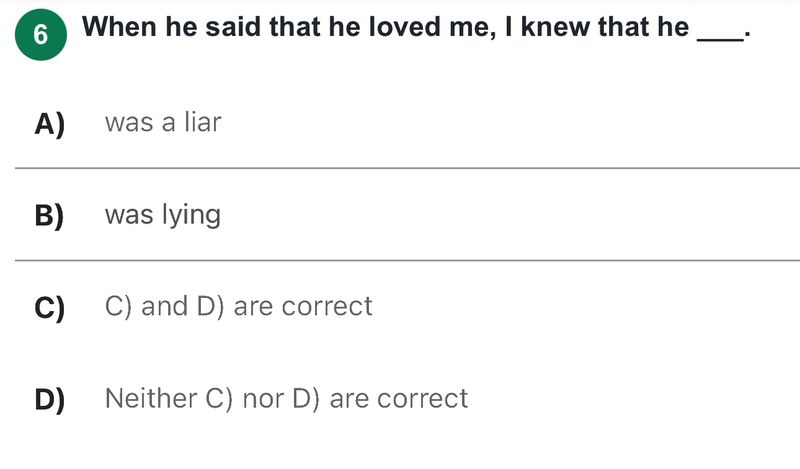 6 When he said that he loved me, I knew that he ___.
A) was a liar
B) was lying
C) C) and D) are correct
D) Neither C) nor D) are correct